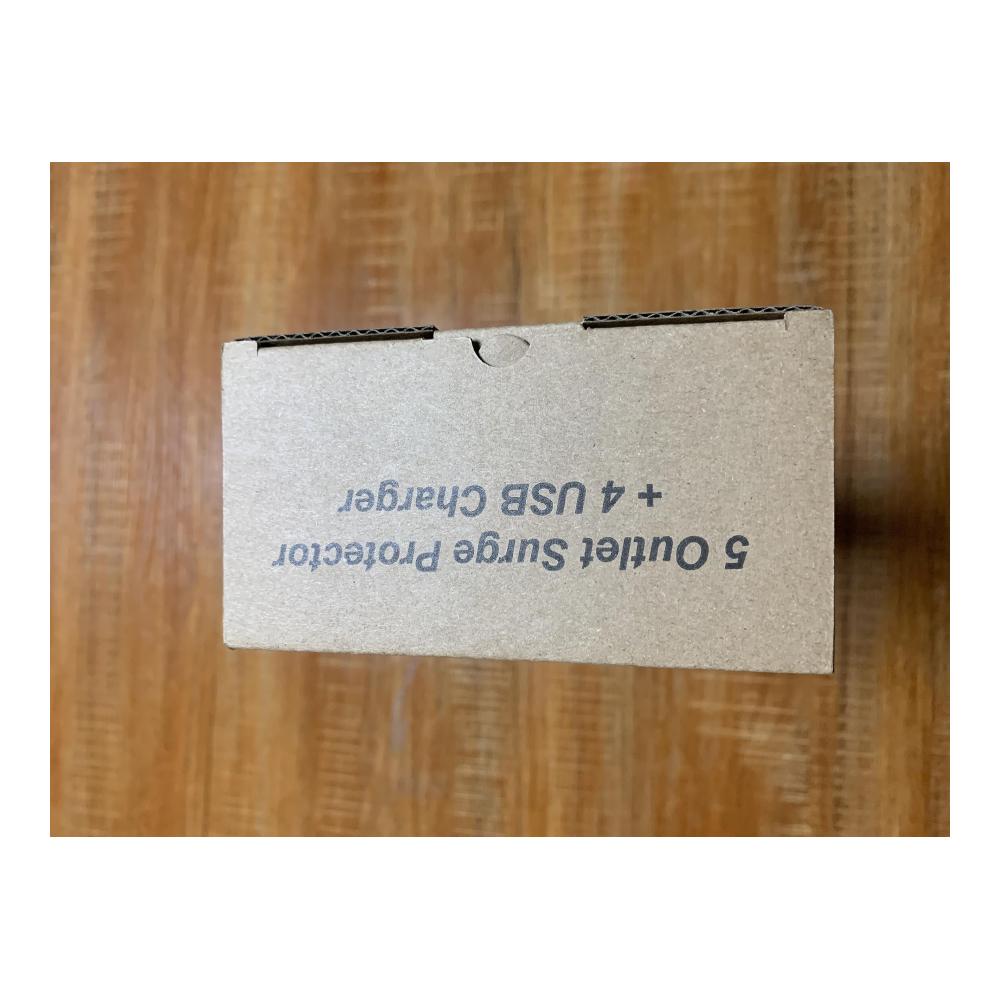 5 Outlet Surge Protector
+ 4 USB Charger